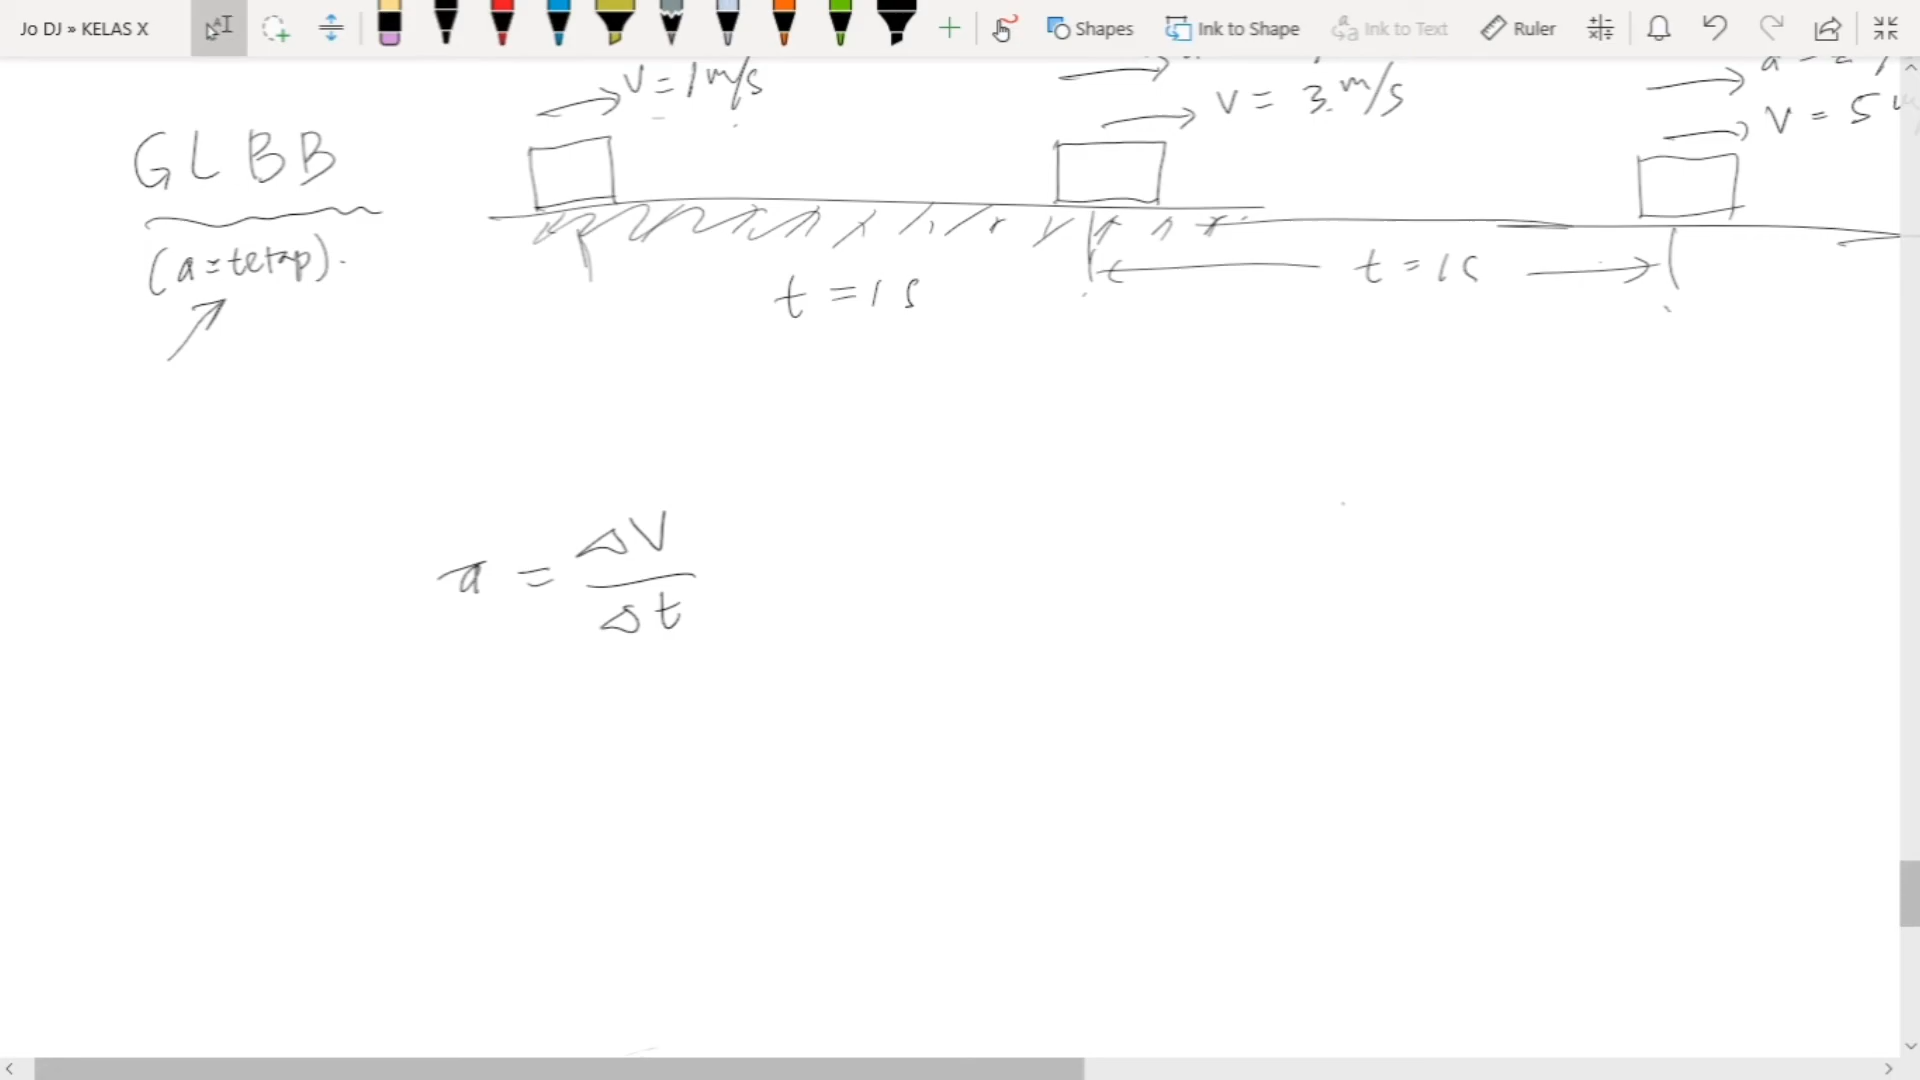 Jo DJ » KELAS X
Shapes
Ink to Shape
Ink to Text
Ruler
V = 1 m/s
V = 3 m/s
V = 5
GLBB
(a = tetap).
t = 1 s
t = 1 s
a = ΔV
Δt